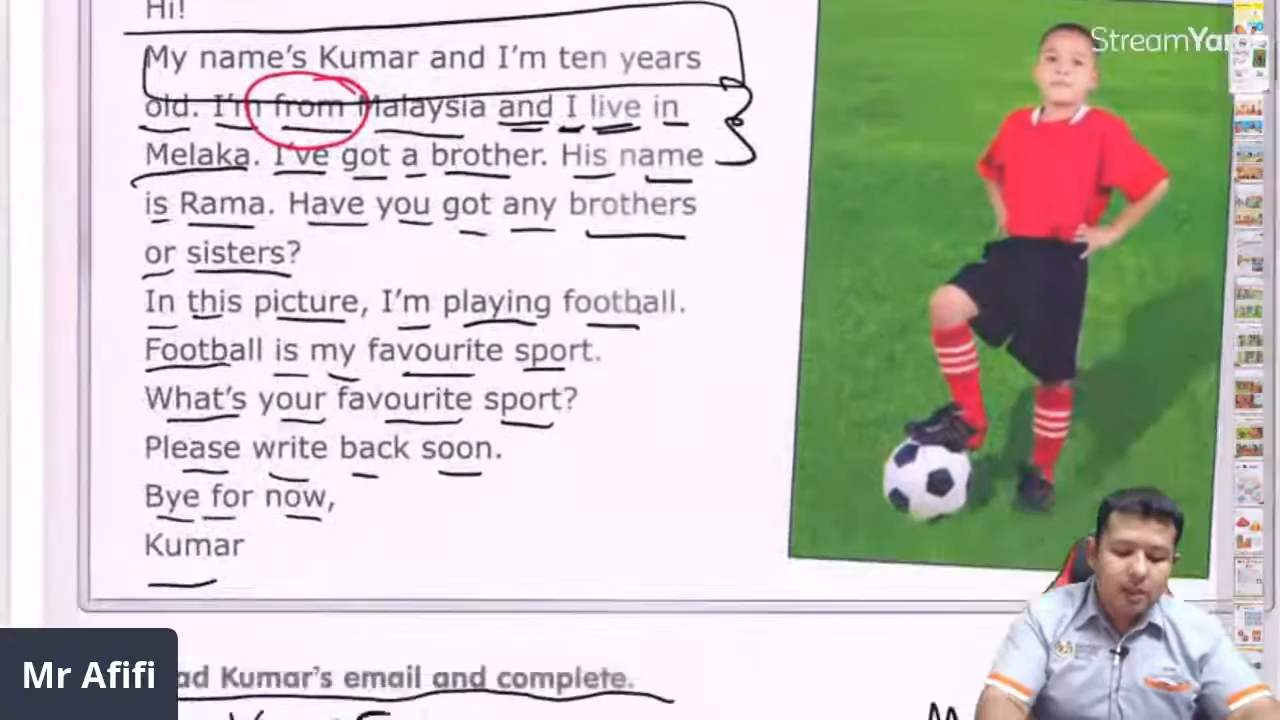 Hi!
My name's Kumar and I'm ten years
old. I'm from Malaysia and I live in
Melaka. I've got a brother. His name
is Rama. Have you got any brothers
or sisters?
In this picture, I'm playing football.
Football is my favourite sport.
What's your favourite sport?
Please write back soon.
Bye for now,
Kumar
StreamYard
Mr Afifi
ad Kumar's email and complete.